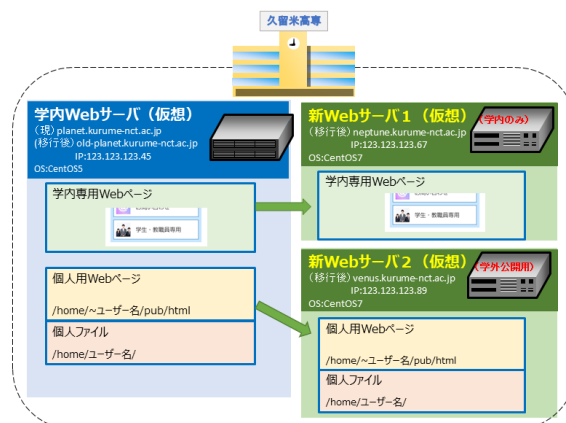 久留米高専
学内Webサーバ（仮想）
(現) planet.kurume-nct.ac.jp
(移行後) old-planet.kurume-nct.ac.jp
IP:123.123.123.45
OS:CentOS5
学内専用Webページ
学生・教職員専用
個人用Webページ
/home/~ユーザー名/pub/html
個人ファイル
/home/ユーザー名/
新Webサーバ１（仮想）
(学内のみ)
(移行後) neptune.kurume-nct.ac.jp
IP:123.123.123.67
OS:CentOS7
学内専用Webページ
学生・教職員専用
新Webサーバ２（仮想）
(学外公開用)
(移行後) venus.kurume-nct.ac.jp
IP:123.123.123.89
OS:CentOS7
個人用Webページ
/home/~ユーザー名/pub/html
個人ファイル
/home/ユーザー名/